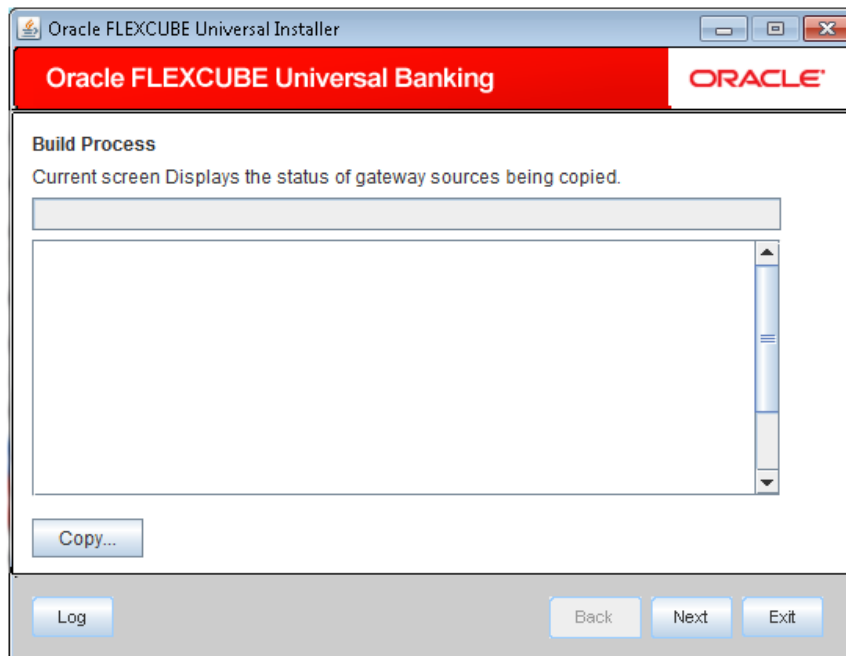 Oracle FLEXCUBE Universal Installer
Oracle FLEXCUBE Universal Banking
ORACLE
Build Process
Current screen Displays the status of gateway sources being copied.
Copy...
Log
Back
Next
Exit